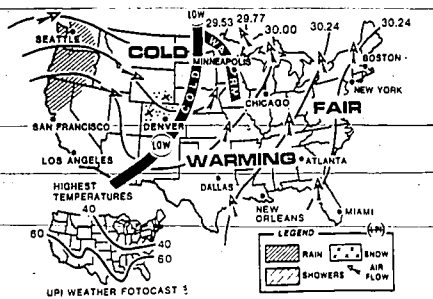 LOW
29.53
29.77
30.00
30.24
30.24
SEATTLE
COLD
WARM
MINNEAPOLIS
BOSTON
NEW YORK
COLD
CHICAGO
FAIR
SAN FRANCISCO
DENVER
LOW
LOS ANGELES
WARMING
ATLANTA
HIGHEST
TEMPERATURES
DALLAS
NEW
ORLEANS
MIAMI
40
60
40
60
LEGEND
RAIN
SNOW
SHOWERS
AIR
FLOW
UPI WEATHER FOTOCAST